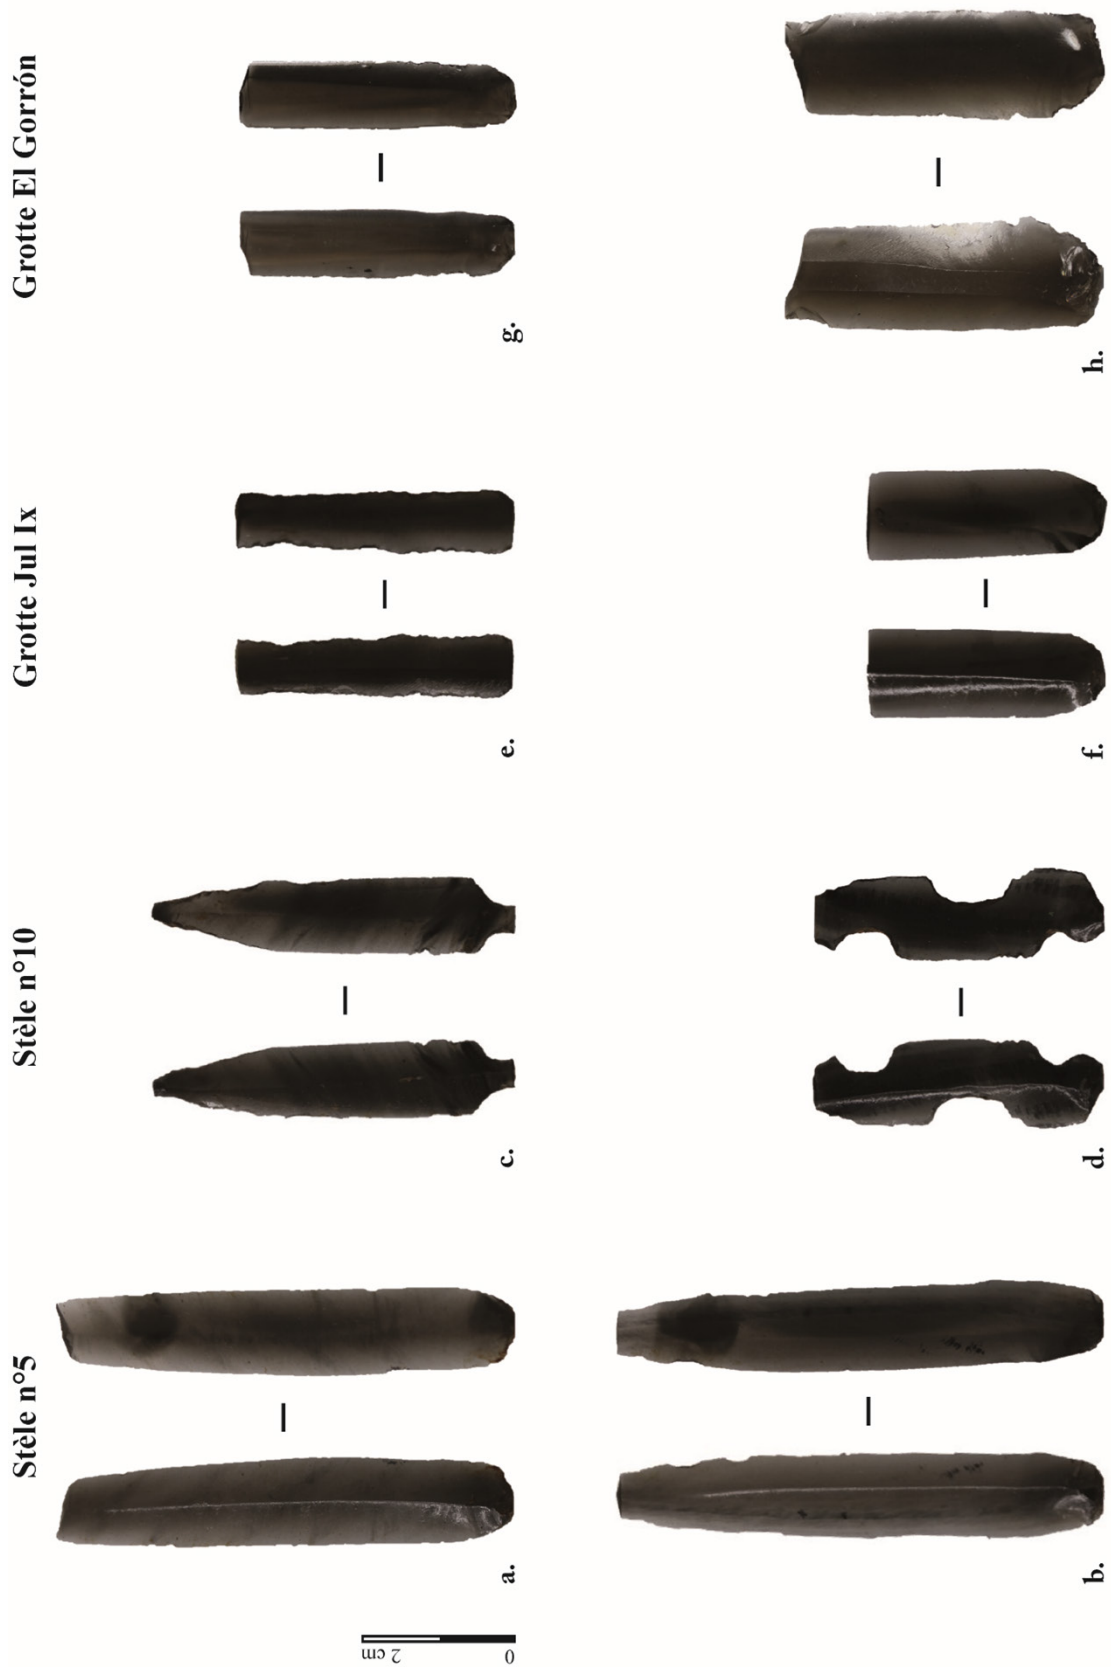 Stèle n°5
Stèle n°10
Grotte Jul Ix
Grotte El Gorrón
a.
c.
e.
g.
b.
d.
f.
h.
0
2 cm